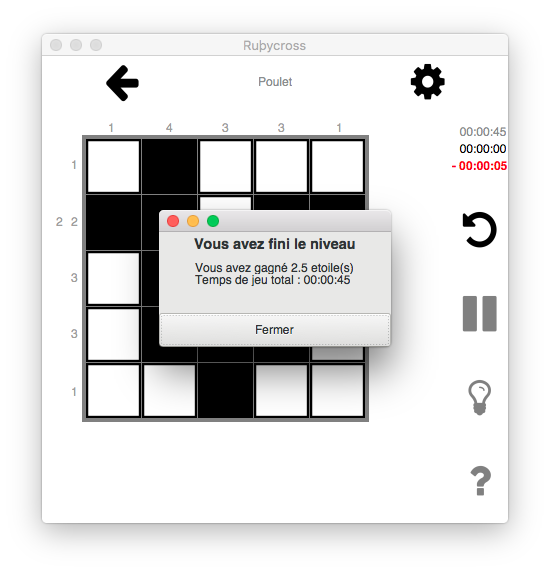 Rubycross
Poulet
1 4 3 3 1
00:00:45
00:00:00
- 00:00:05
1
2 2
3
3
1
Vous avez fini le niveau
Vous avez gagné 2.5 etoile(s)
Temps de jeu total : 00:00:45
Fermer
?